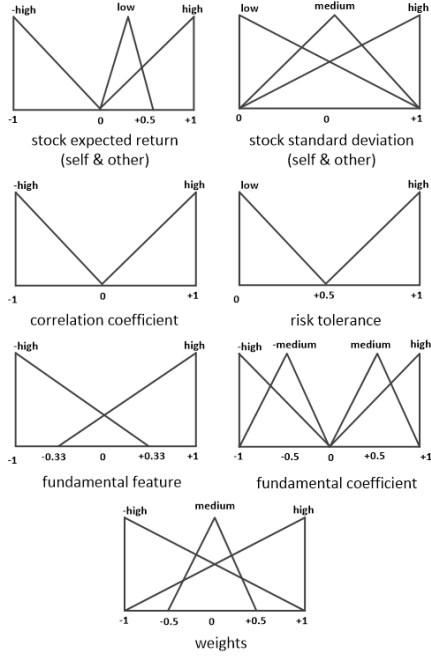 -high low high
-1 0 +0.5 +1
stock expected return
(self & other)
low medium high
0 0 +1
stock standard deviation
(self & other)
-high high
-1 0 +1
correlation coefficient
low high
0 +0.5 +1
risk tolerance
-high high
-1 -0.33 0 +0.33 +1
fundamental feature
-high -medium medium high
-1 -0.5 0 +0.5 +1
fundamental coefficient
-high medium high
-1 -0.5 0 +0.5 +1
weights